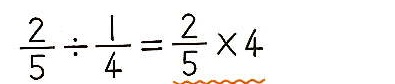 2/5 ÷ 1/4 = 2/5 × 4